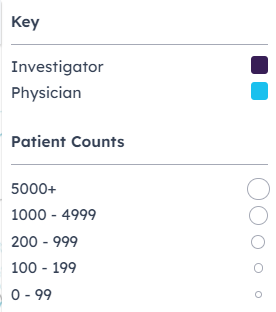 Key
Investigator
Physician
Patient Counts
5000+
1000 - 4999
200 - 999
100 - 199
0 - 99